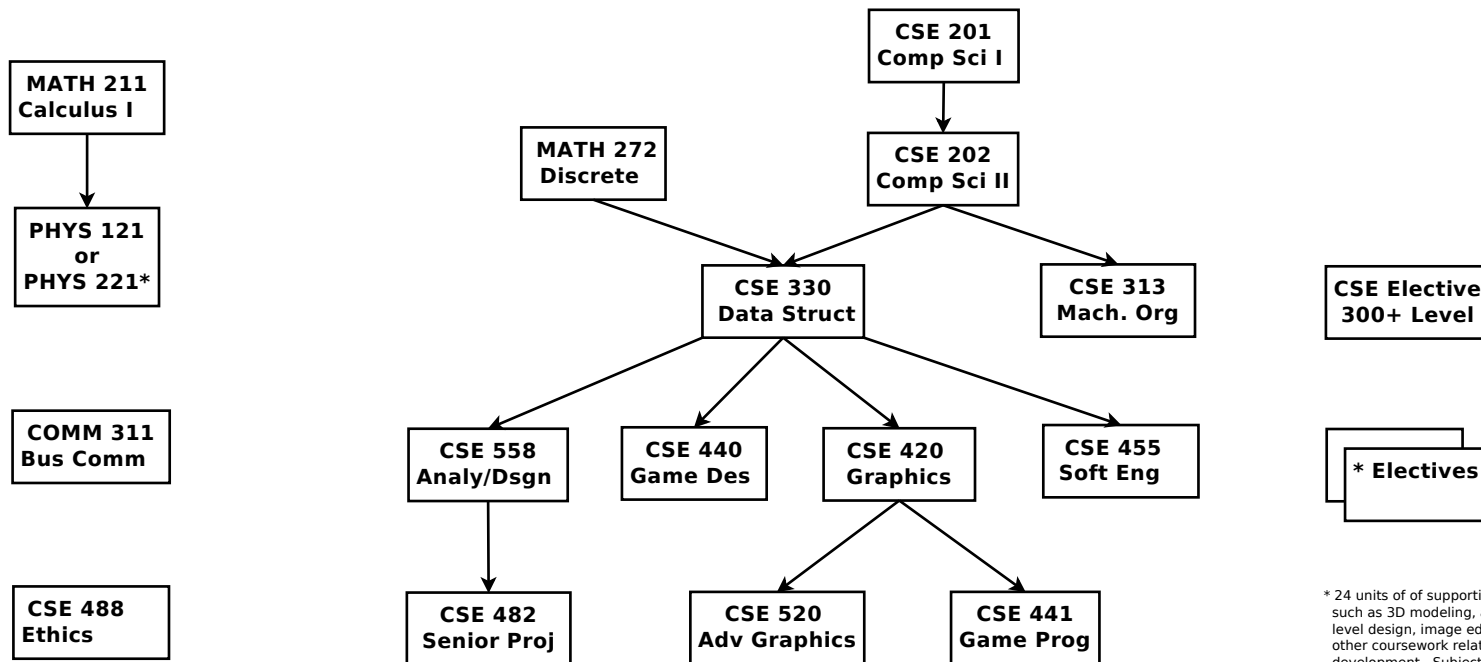 CSE 201
Comp Sci I
MATH 211
Calculus I
MATH 272
Discrete
CSE 202
Comp Sci II
PHYS 121
or
PHYS 221*
CSE 330
Data Struct
CSE 313
Mach. Org
CSE Elective
300+ Level
COMM 311
Bus Comm
CSE 558
Analy/Dsgn
CSE 440
Game Des
CSE 420
Graphics
CSE 455
Soft Eng
* Electives
CSE 488
Ethics
CSE 482
Senior Proj
CSE 520
Adv Graphics
CSE 441
Game Prog
* 24 units of of
such as 3D modeling,
level design, image
other coursework